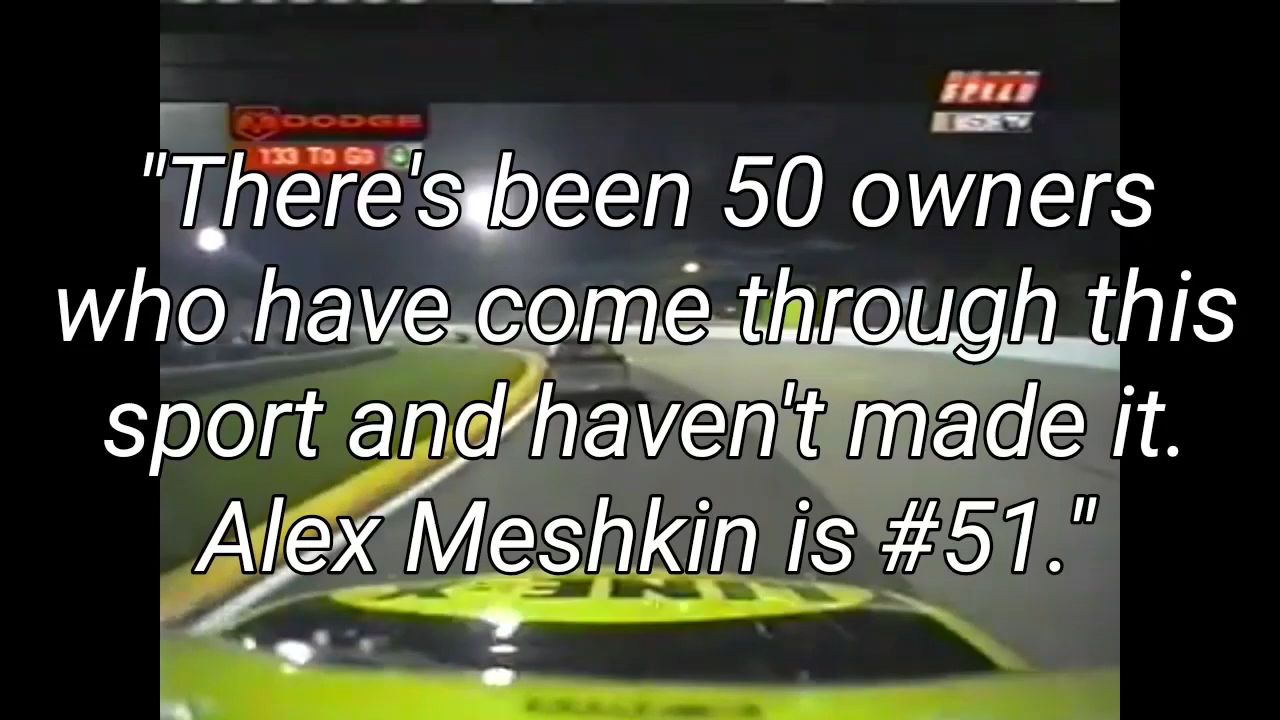 SPEED
DODGE
133 To Go
"There's been 50 owners
who have come through this
sport and haven't made it.
Alex Meshkin is #51."
LINE-X